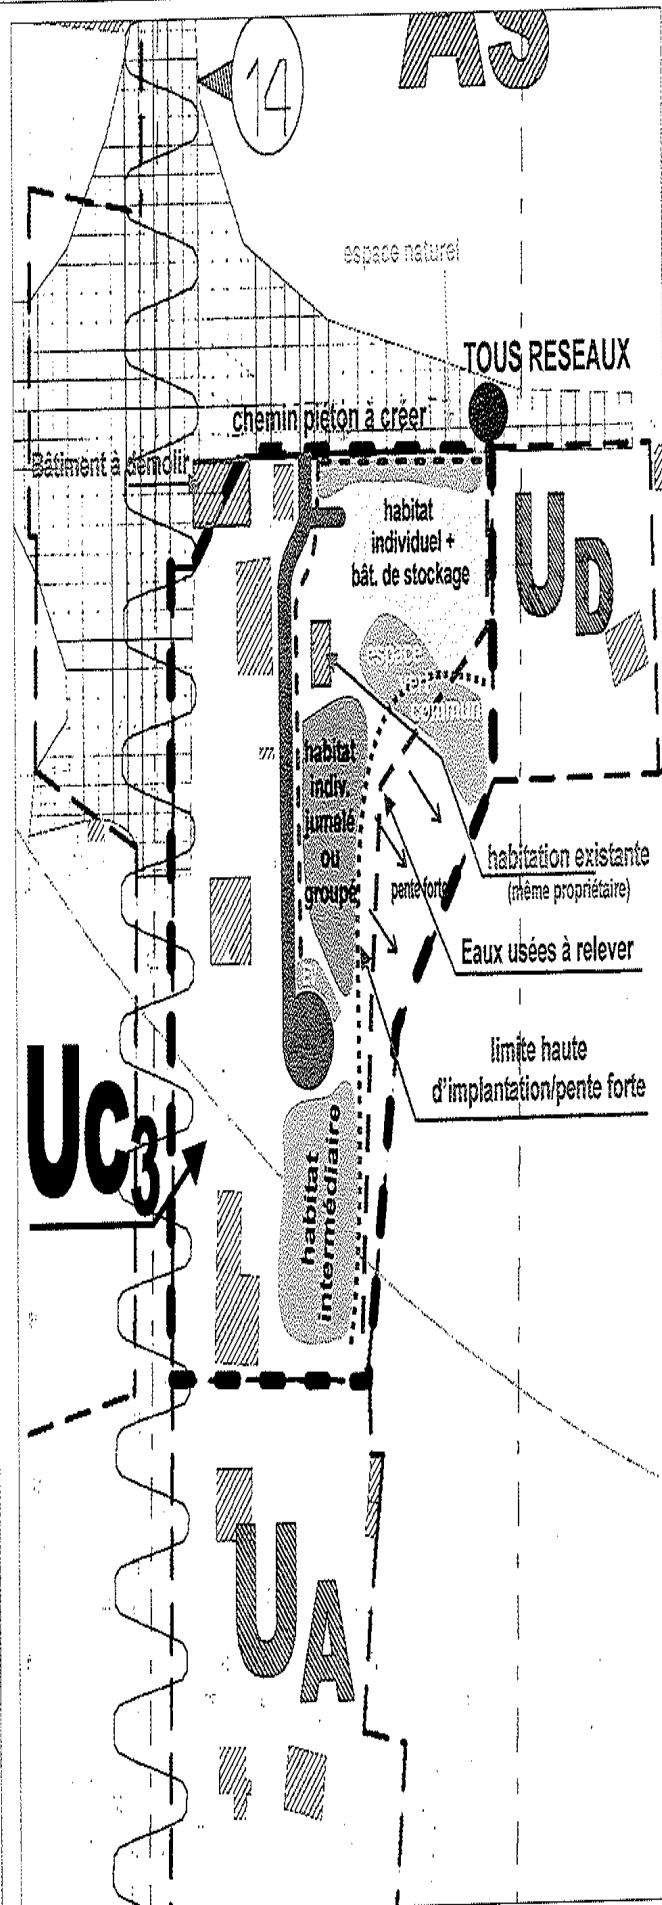 AS
14
espace naturel
TOUS RESEAUX
chemin piéton à créer
Bâtiment à démolir
habitat
individuel +
bât. de stockage
UD
espace
vert
commun
habitat
indiv.
jumelé
ou
groupé
pente forte
habitation existante
(même propriétaire)
Eaux usées à relever
limite haute
d'implantation/pente forte
UC3
habitat
intermédiaire
UA